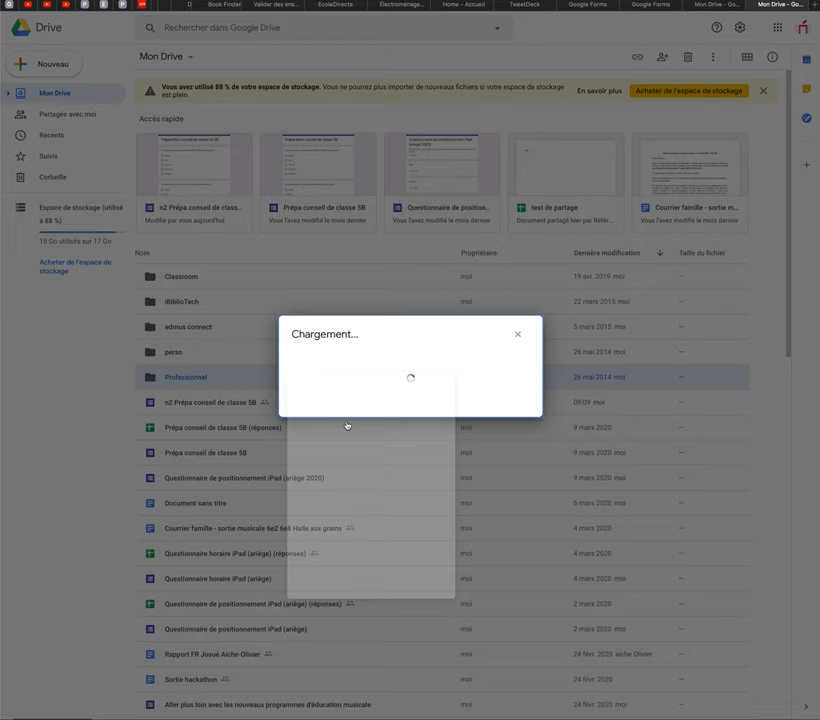 Book Finder
Valider des ens...
EcoleDirecte
Électroménage...
Home - Accueil
TweetDeck
Google Forms
Google Forms
Mon Drive - Go...
Mon Drive - Go...
Drive
Rechercher dans Google Drive
Nouveau
Mon Drive
Partagés avec moi
Récents
Suivis
Corbeille
Espace de stockage (utilisé
à 88 %)
15 Go utilisés sur 17 Go
Acheter de l'espace de
stockage
Mon Drive
Vous avez utilisé 88 % de votre espace de stockage. Vous ne pourrez plus importer de nouveaux fichiers si votre espace de stockage
est plein.
En savoir plus
Acheter de l'espace de stockage
Accès rapide
n2 Prépa conseil de class...
Modifié par vous aujourd'hui
Prépa conseil de classe 5B
Vous l'avez modifié le mois dernier
Questionnaire de position...
Vous l'avez modifié le mois dernier
test de partage
Document partagé hier par Référ...
Courrier famille - sortie m...
Vous l'avez modifié le mois dernier
Nom Propriétaire Dernière modification Taille du fichier
Classroom moi 19 avr. 2019 moi —
iBiblioTech moi 22 mars 2015 moi —
edmus connect moi 5 mars 2015 moi —
perso moi 26 mai 2014 moi —
Professionnel moi 26 mai 2014 moi —
Chargement...
n2 Prépa conseil de classe 5B moi 09:09 moi —
Prépa conseil de classe 5B (réponses) moi 9 mars 2020 moi —
Prépa conseil de classe 5B moi 9 mars 2020 moi —
Questionnaire de positionnement iPad (ariège 2020) moi 9 mars 2020 moi —
Document sans titre moi 6 mars 2020 moi —
Courrier famille - sortie musicale 6e2 6e8 Halle aux grains moi 4 mars 2020 moi —
Questionnaire horaire iPad (ariège) (réponses) moi 4 mars 2020 moi —
Questionnaire horaire iPad (ariège) moi 4 mars 2020 moi —
Questionnaire de positionnement iPad (ariège) (réponses) moi 2 mars 2020 moi —
Questionnaire de positionnement iPad (ariège) moi 2 mars 2020 moi —
Rapport FR Josué Aiche-Olivier moi 24 févr. 2020 aiche Olivier —
Sortie hackathon moi 24 févr. 2020 —
Aller plus loin avec les nouveaux programmes d'éducation musicale moi 24 févr. 2020 moi —